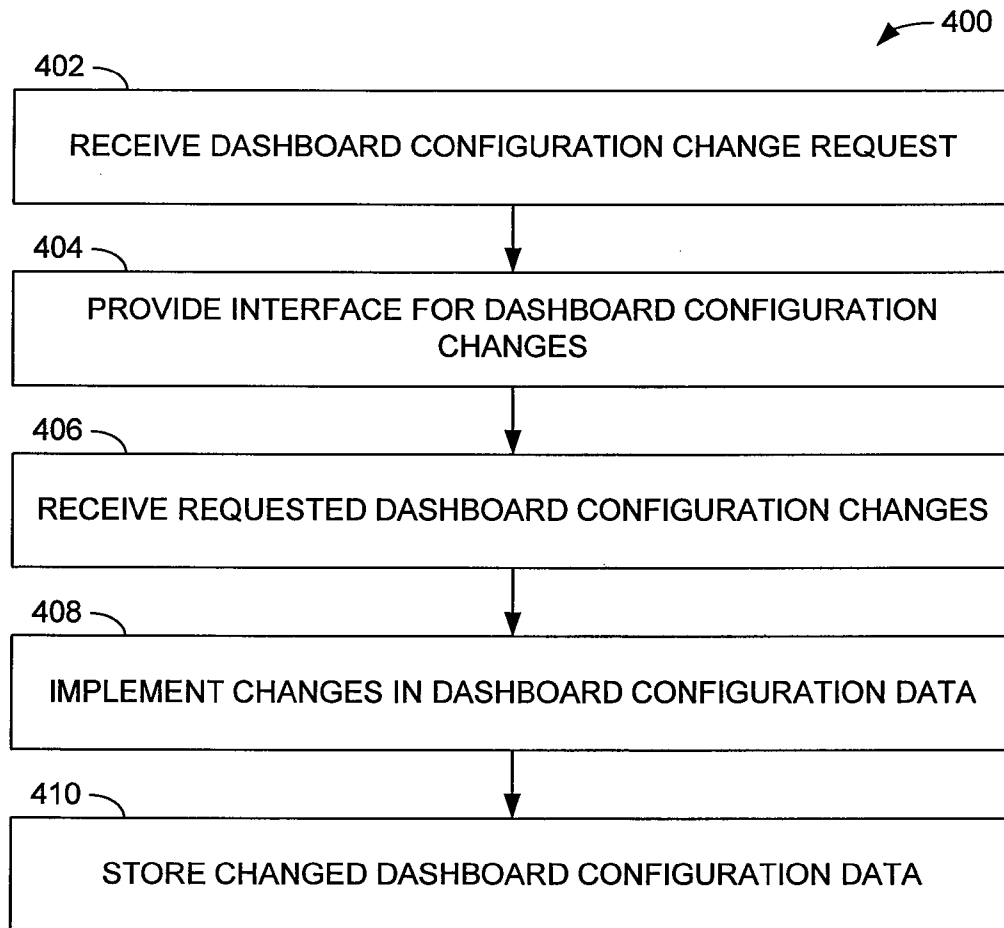 400
402
RECEIVE DASHBOARD CONFIGURATION CHANGE REQUEST
404
PROVIDE INTERFACE FOR DASHBOARD CONFIGURATION
CHANGES
406
RECEIVE REQUESTED DASHBOARD CONFIGURATION CHANGES
408
IMPLEMENT CHANGES IN DASHBOARD CONFIGURATION DATA
410
STORE CHANGED DASHBOARD CONFIGURATION DATA